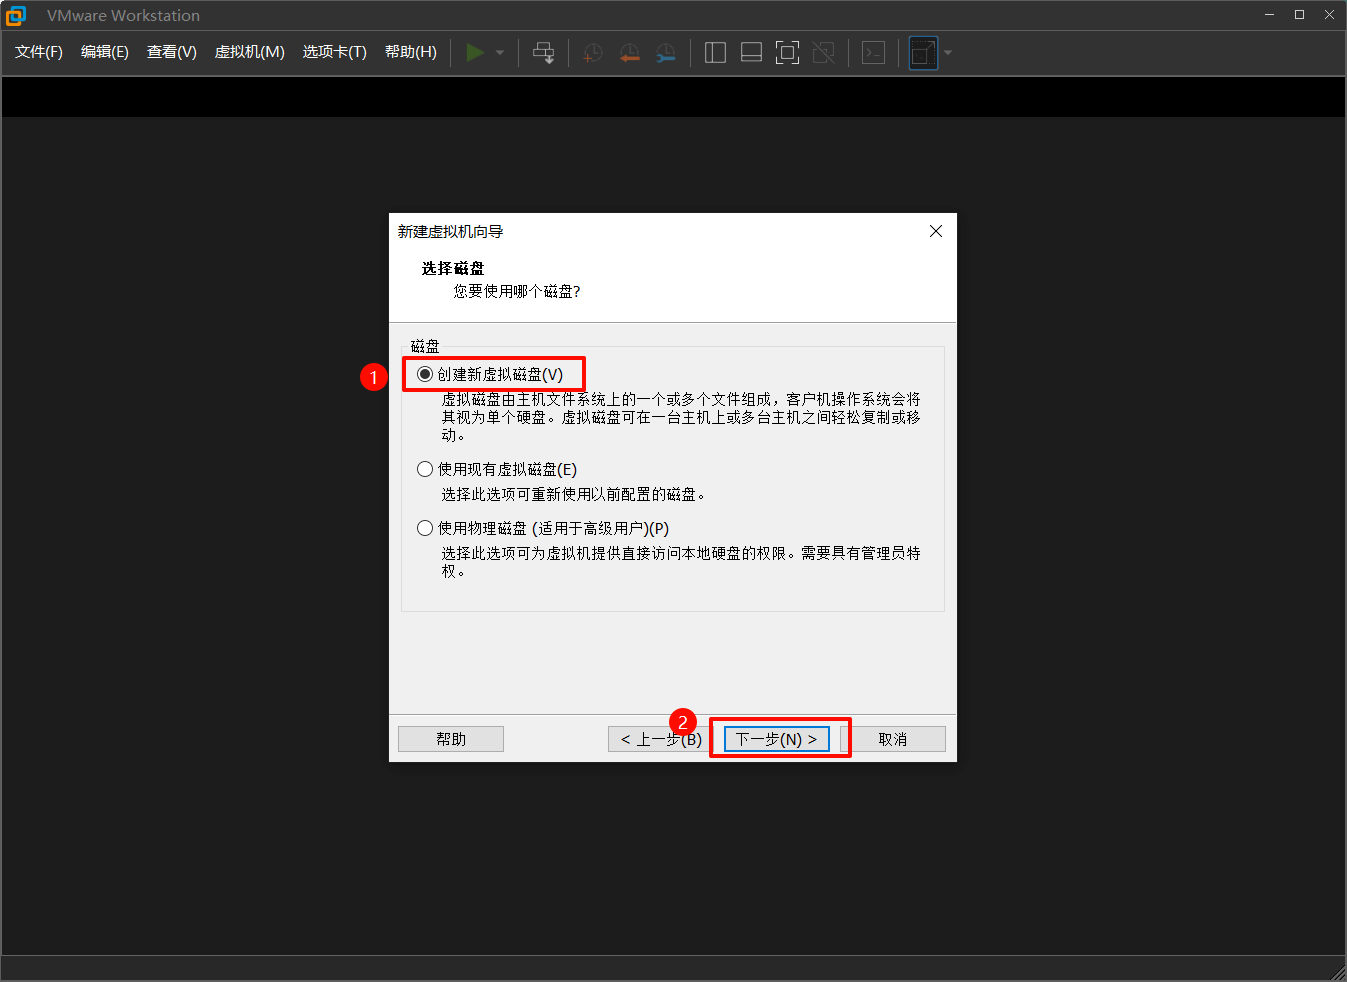 VMware Workstation
文件(F) 编辑(E) 查看(V) 虚拟机(M) 选项卡(T) 帮助(H)
新建虚拟机向导
选择磁盘
您要使用哪个磁盘?
磁盘
1
创建新虚拟磁盘(V)
虚拟磁盘由主机文件系统上的一个或多个文件组成，客户机操作系统会将
其视为单个硬盘。虚拟磁盘可在一台主机上或多台主机之间轻松复制或移
动。
使用现有虚拟磁盘(E)
选择此选项可重新使用以前配置的磁盘。
使用物理磁盘 (适用于高级用户)(P)
选择此选项可为虚拟机提供直接访问本地硬盘的权限。需要具有管理员特
权。
2
帮助 < 上一步(B) 下一步(N) > 取消